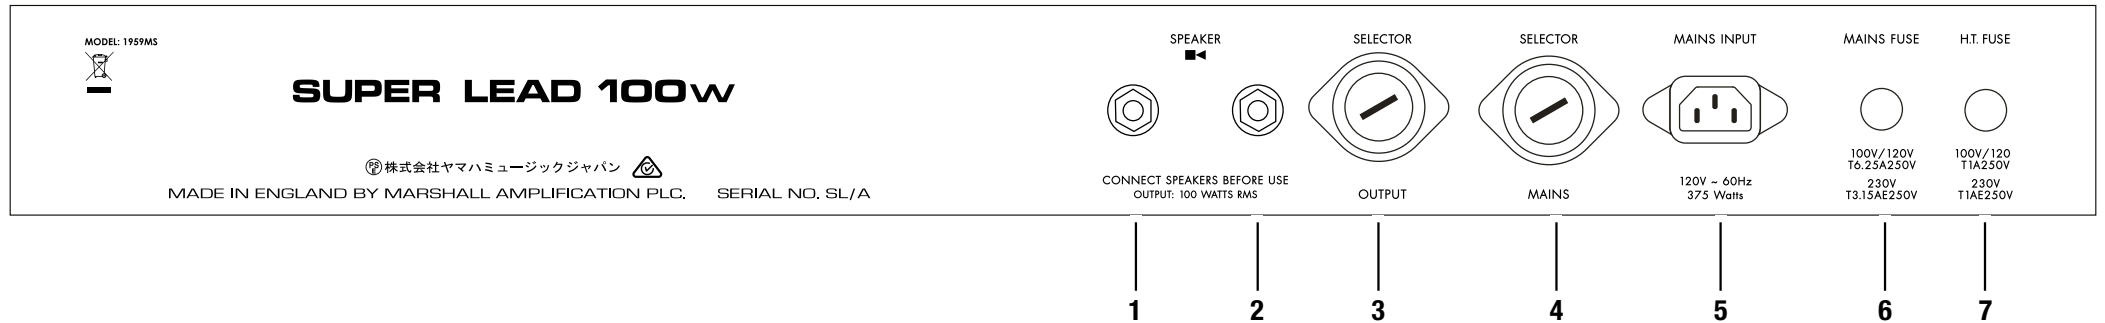 MODEL: 1959MS
SUPER LEAD 100w
PS
P
株式会社ヤマハミュージックジャパン
MADE IN ENGLAND BY MARSHALL AMPLIFICATION PLC. SERIAL NO. SL/A
SPEAKER
CONNECT SPEAKERS BEFORE USE
OUTPUT: 100 WATTS RMS
SELECTOR
OUTPUT
SELECTOR
MAINS
MAINS INPUT
120V ~ 60Hz
375 Watts
MAINS FUSE
100V/120V
T6.25A250V
230V
T3.15AE250V
H.T. FUSE
100V/120
T1A250V
230V
T1AE250V
1 2 3 4 5 6 7